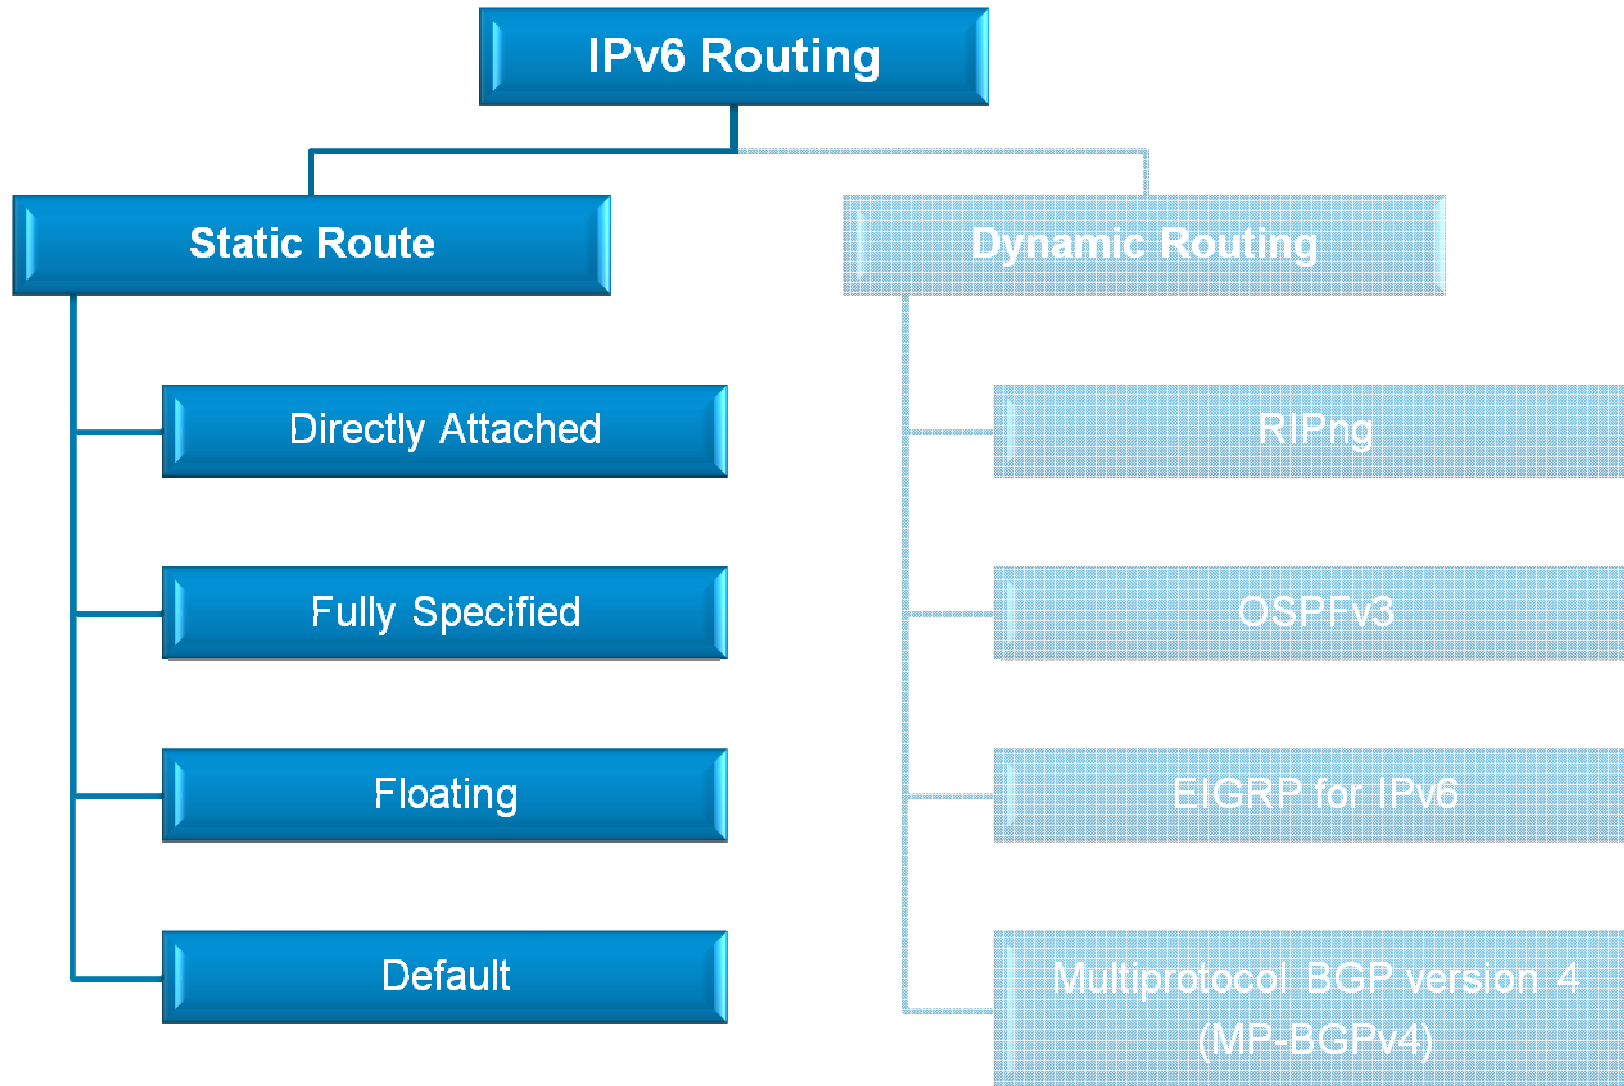 IPv6 Routing
Static Route
Directly Attached
Fully Specified
Floating
Default
Dynamic Routing
RIPng
OSPFv3
EIGRP for IPv6
Multiprotocol BGP version 4
(MP-BGPv4)